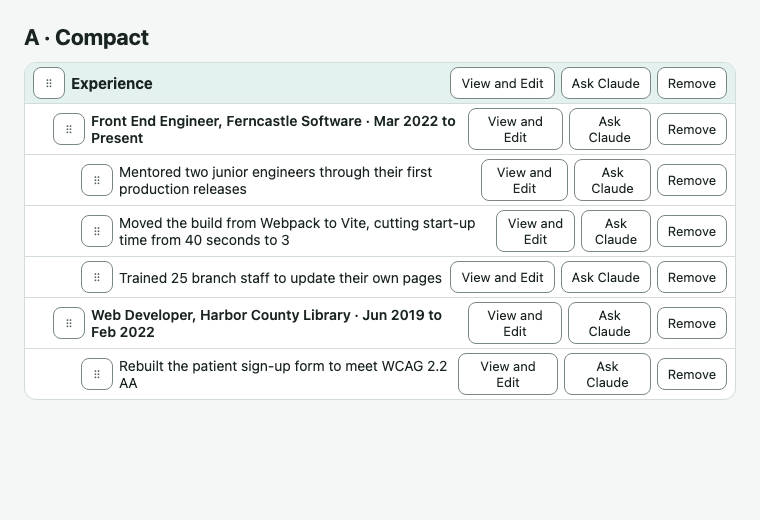 A · Compact
Experience
View and Edit
Ask Claude
Remove
Front End Engineer, Ferncastle Software · Mar 2022 to
Present
View and
Edit
Ask
Claude
Remove
Mentored two junior engineers through their first
production releases
View and
Edit
Ask
Claude
Remove
Moved the build from Webpack to Vite, cutting start-up
time from 40 seconds to 3
View and
Edit
Ask
Claude
Remove
Trained 25 branch staff to update their own pages
View and Edit
Ask Claude
Remove
Web Developer, Harbor County Library · Jun 2019 to
Feb 2022
View and
Edit
Ask
Claude
Remove
Rebuilt the patient sign-up form to meet WCAG 2.2
AA
View and
Edit
Ask
Claude
Remove